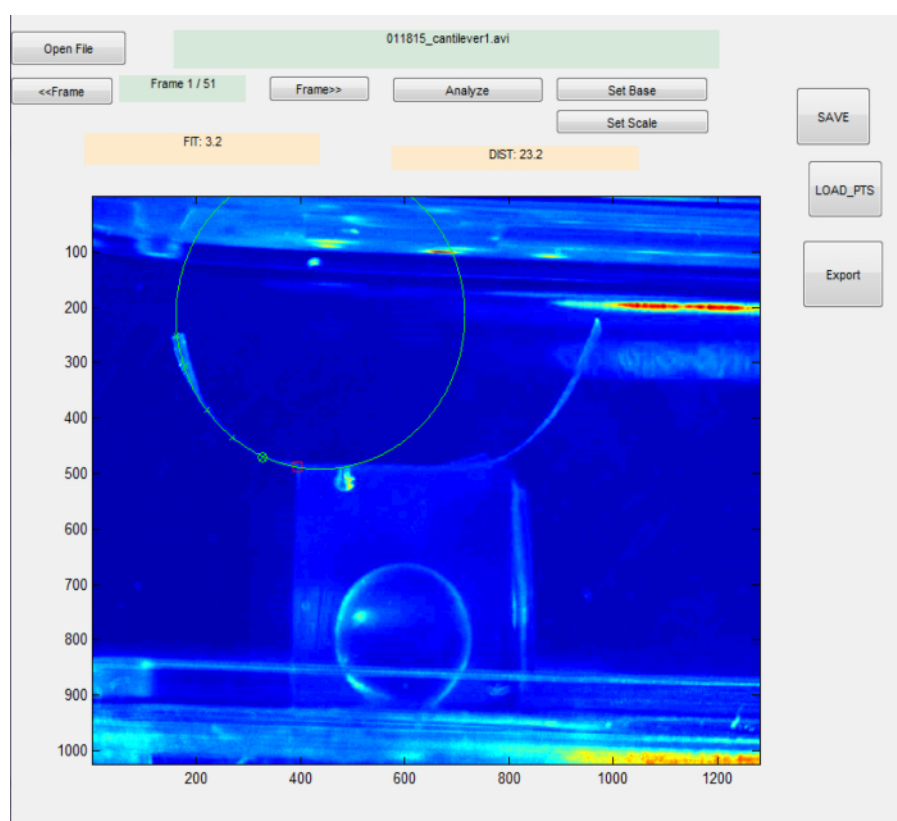 Open File
011815_cantilever1.avi
<<Frame
Frame 1 / 51
Frame>>
Analyze
Set Base
Set Scale
SAVE
FIT: 3.2
DIST: 23.2
LOAD_PTS
Export
100
200
300
400
500
600
700
800
900
1000
200
400
600
800
1000
1200